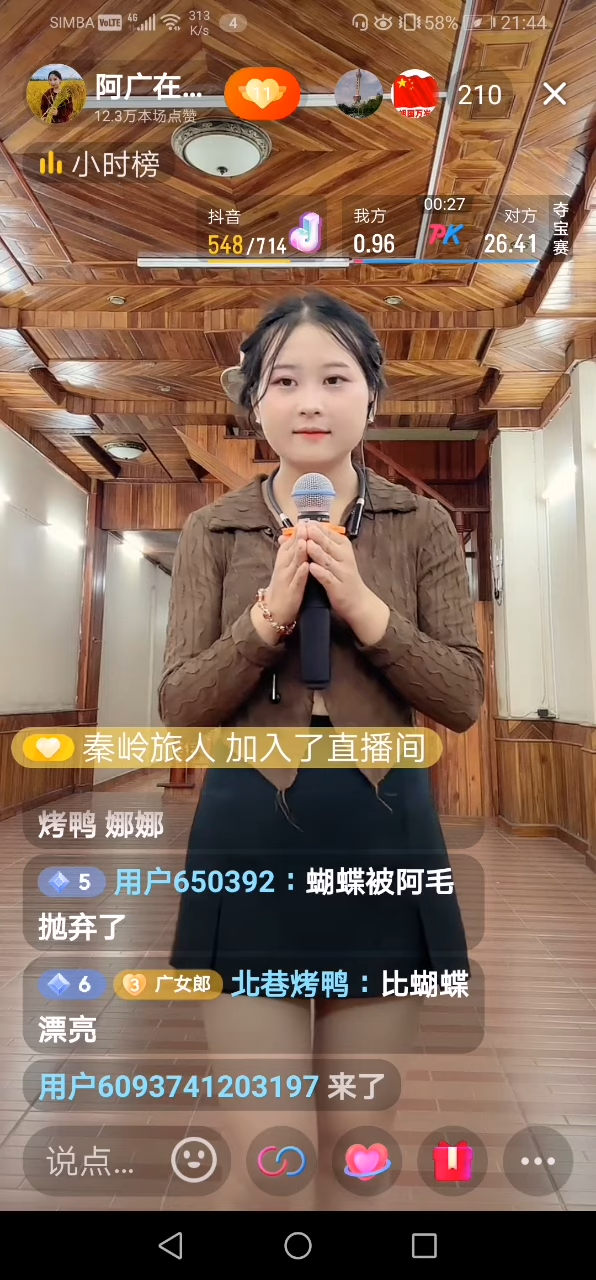 SIMBA VoLTE 4G 313 K/s 4 58% 21:44
阿广在... 11 210
12.3万本场点赞
小时榜
抖音 我方 00:27 对方 夺宝赛
548/714 0.96 PK 26.41
秦岭旅人 加入了直播间
烤鸭 娜娜
5 用户650392：蝴蝶被阿毛
抛弃了
6 3 广女郎 北巷烤鸭：比蝴蝶
漂亮
用户6093741203197 来了
说点...